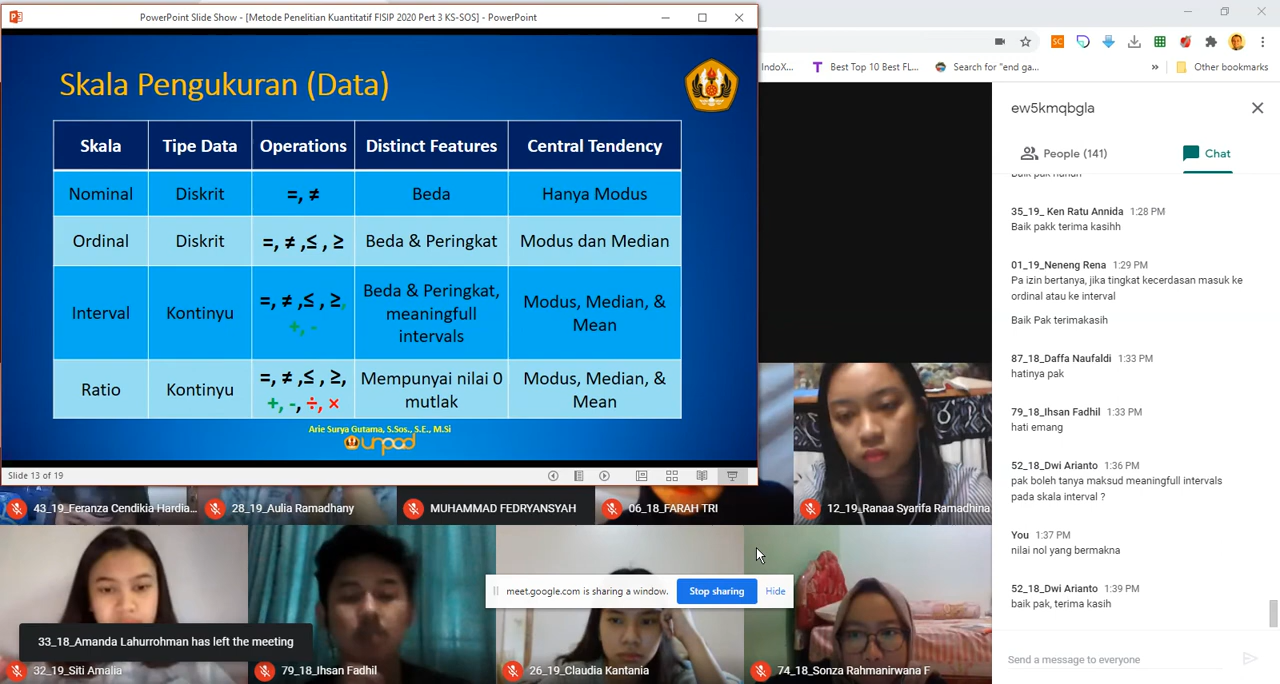 PowerPoint Slide Show - [Metode Penelitian Kuantitatif FISIP 2020 Pert 3 KS-SOS] - PowerPoint
Skala Pengukuran (Data)
Skala Tipe Data Operations Distinct Features Central Tendency
Nominal Diskrit =, ≠ Beda Hanya Modus
Ordinal Diskrit =, ≠ ,≤ , ≥ Beda & Peringkat Modus dan Median
Interval Kontinyu =, ≠ ,≤ , ≥,
+, -
Beda & Peringkat,
meaningfull
intervals
Modus, Median, &
Mean
Ratio Kontinyu =, ≠ ,≤ , ≥,
+, -, ÷, ×
Mempunyai nilai 0
mutlak
Modus, Median, &
Mean
Arie Surya Gutama, S.Sos., S.E., M.Si
unpad
Slide 13 of 19
IndoX...
Best Top 10 Best FL...
Search for "end ga...
»
Other bookmarks
ew5kmqbgla
People (141)
Chat
35_19_ Ken Ratu Annida 1:28 PM
Baik pakk terima kasihh
01_19_Neneng Rena 1:29 PM
Pa izin bertanya, jika tingkat kecerdasan masuk ke
ordinal atau ke interval
Baik Pak terimakasih
87_18_Daffa Naufaldi 1:33 PM
hatinya pak
79_18_Ihsan Fadhil 1:33 PM
hati emang
52_18_Dwi Arianto 1:36 PM
pak boleh tanya maksud meaningfull intervals
pada skala interval ?
You 1:37 PM
nilai nol yang bermakna
52_18_Dwi Arianto 1:39 PM
baik pak, terima kasih
Send a message to everyone
43_19_Feranza Cendikia Hardia...
28_19_Aulia Ramadhany
MUHAMMAD FEDRYANSYAH
06_18_FARAH TRI
12_19_Ranaa Syarifa Ramadhina
meet.google.com is sharing a window.
Stop sharing
Hide
33_18_Amanda Lahurrohman has left the meeting
32_19_Siti Amalia
79_18_Ihsan Fadhil
26_19_Claudia Kantania
74_18_Sonza Rahmanirwana F